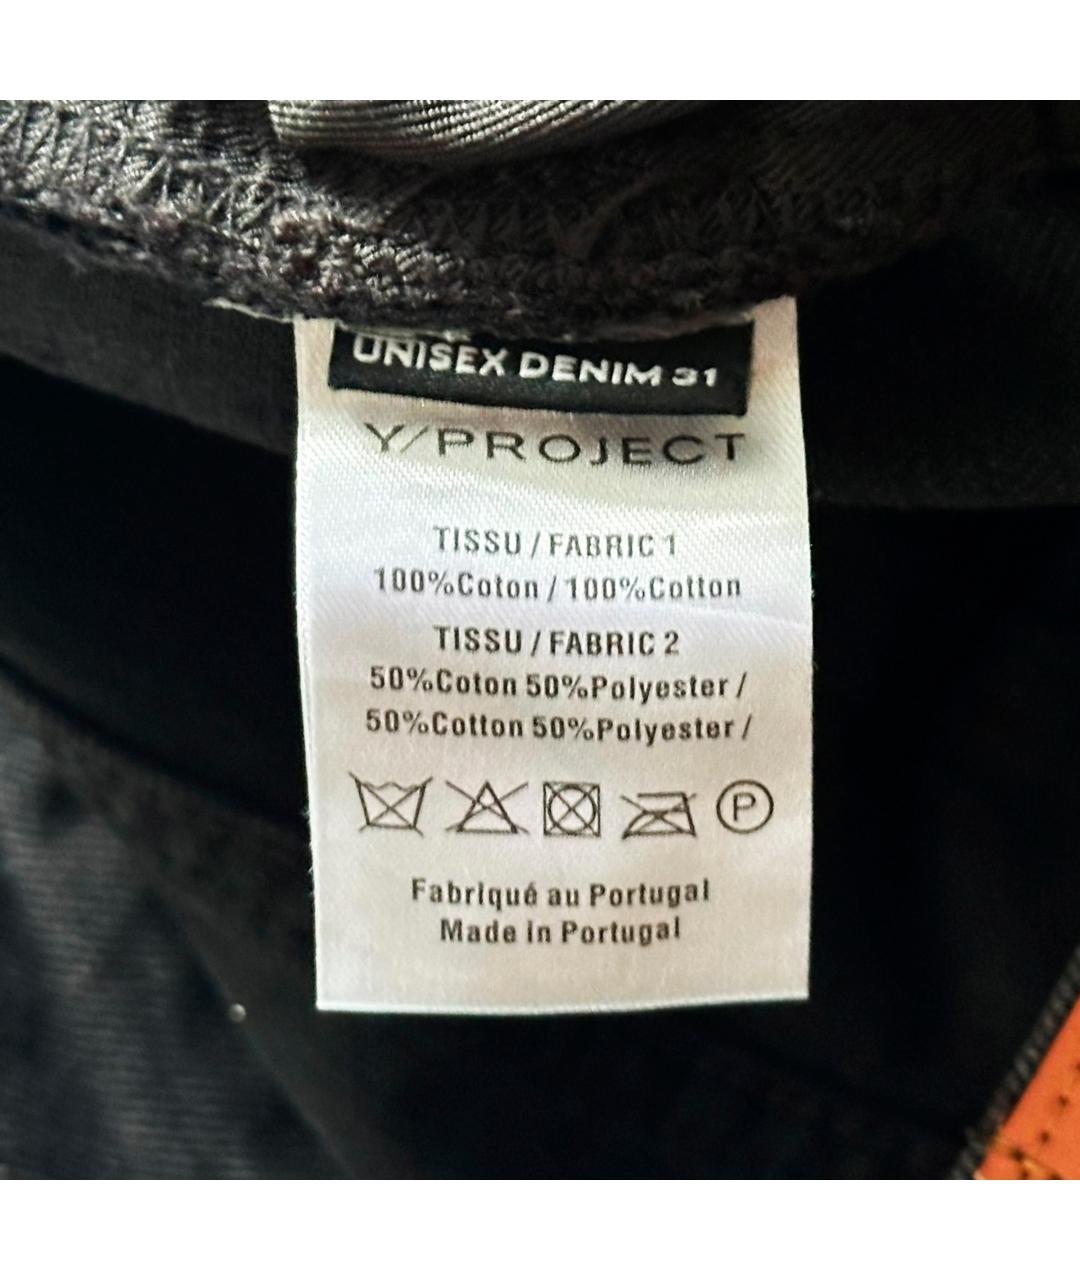 UNISEX DENIM 31
Y/PROJECT
TISSU / FABRIC 1
100%Coton / 100%Cotton
TISSU / FABRIC 2
50%Coton 50%Polyester /
50%Cotton 50%Polyester /
P
Fabriqué au Portugal
Made in Portugal